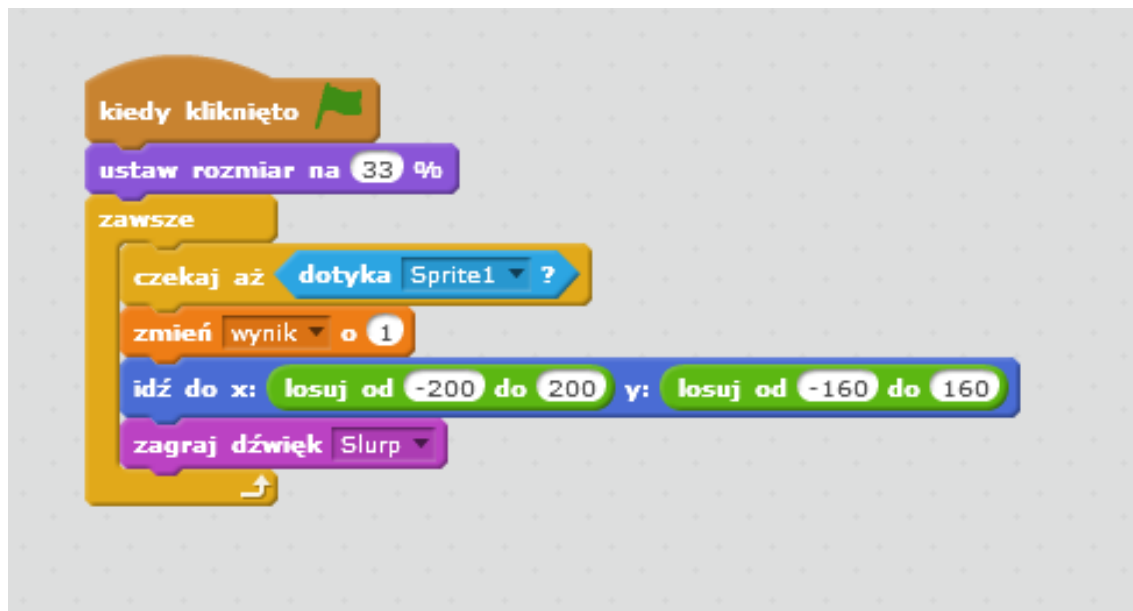 kiedy kliknięto
ustaw rozmiar na 33 %
zawsze
czekaj aż dotyka Sprite1 ?
zmień wynik o 1
idź do x: losuj od -200 do 200 y: losuj od -160 do 160
zagraj dźwięk Slurp